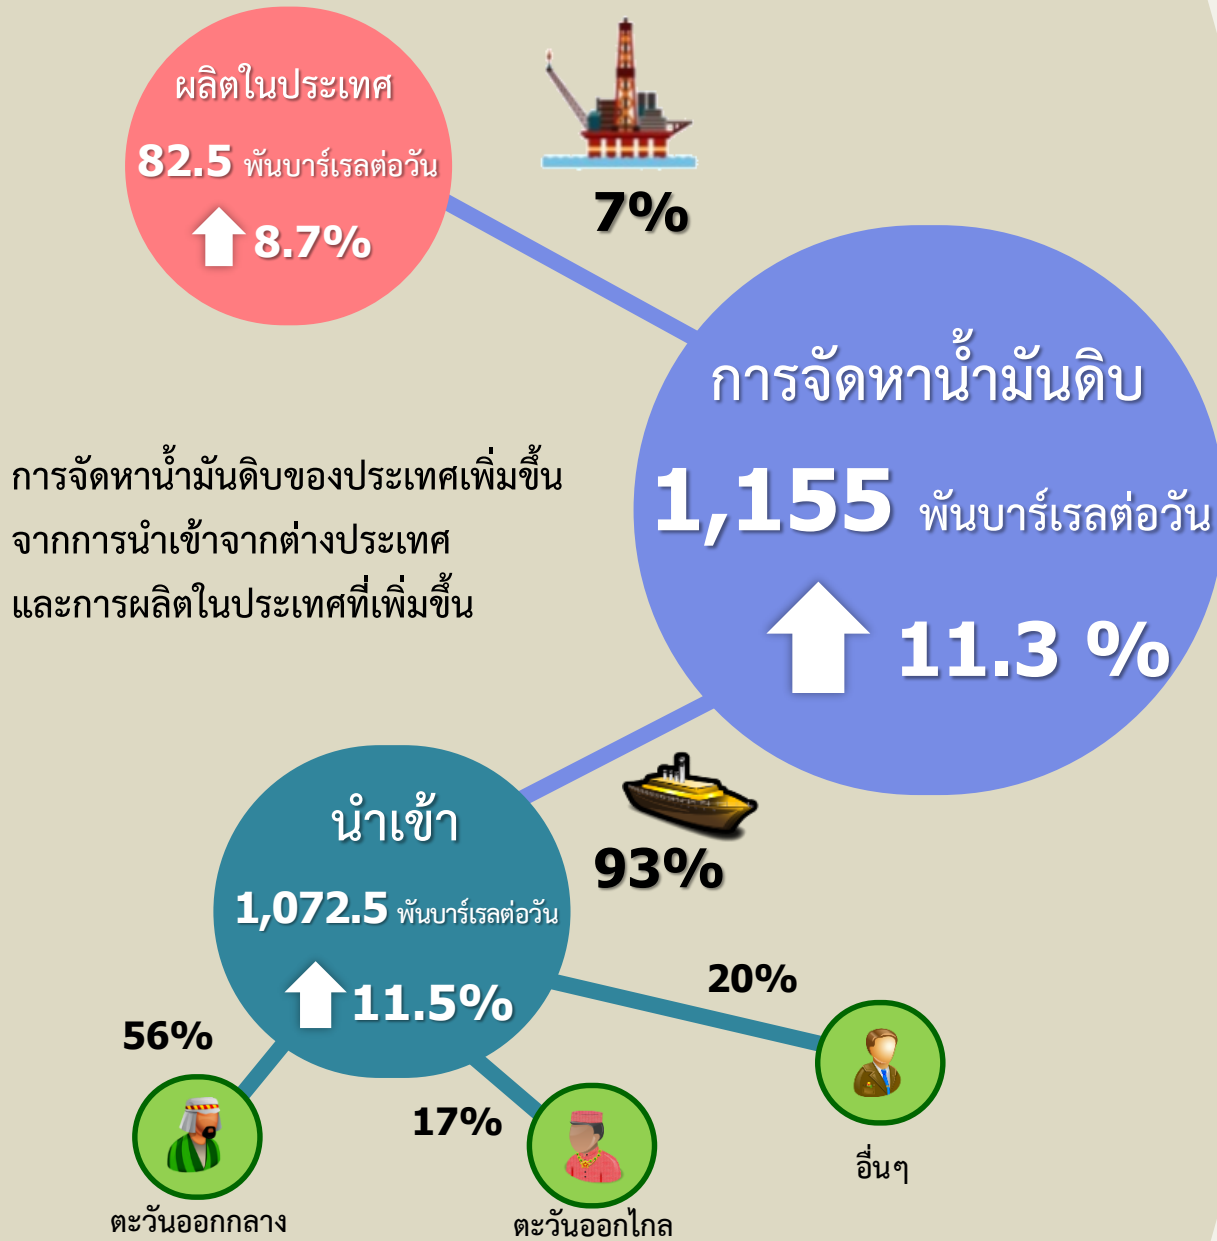 ผลิตในประเทศ
82.5 พันบาร์เรลต่อวัน
8.7%
7%
การจัดหาน้ำมันดิบ
1,155 พันบาร์เรลต่อวัน
11.3 %
การจัดหาน้ำมันดิบของประเทศเพิ่มขึ้น
จากการนำเข้าจากต่างประเทศ
และการผลิตในประเทศที่เพิ่มขึ้น
93%
นำเข้า
1,072.5 พันบาร์เรลต่อวัน
11.5%
56%
ตะวันออกกลาง
17%
ตะวันออกไกล
20%
อื่นๆ